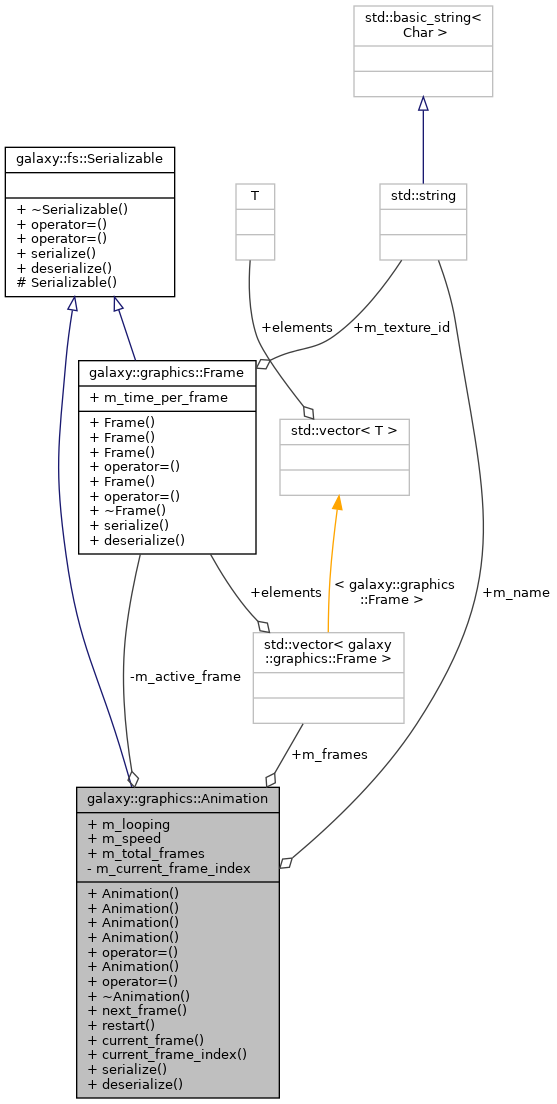 std::basic_string<
Char >
galaxy::fs::Serializable
+ ~Serializable()
+ operator=()
+ operator=()
+ serialize()
+ deserialize()
# Serializable()
T
std::string
+elements
+m_texture_id
galaxy::graphics::Frame
+ m_time_per_frame
+ Frame()
+ Frame()
+ Frame()
+ operator=()
+ Frame()
+ operator=()
+ ~Frame()
+ serialize()
+ deserialize()
std::vector< T >
+elements
< galaxy::graphics
::Frame >
+m_name
std::vector< galaxy
::graphics::Frame >
-m_active_frame
+m_frames
galaxy::graphics::Animation
+ m_looping
+ m_speed
+ m_total_frames
- m_current_frame_index
+ Animation()
+ Animation()
+ Animation()
+ Animation()
+ operator=()
+ Animation()
+ operator=()
+ ~Animation()
+ next_frame()
+ restart()
+ current_frame()
+ current_frame_index()
+ serialize()
+ deserialize()